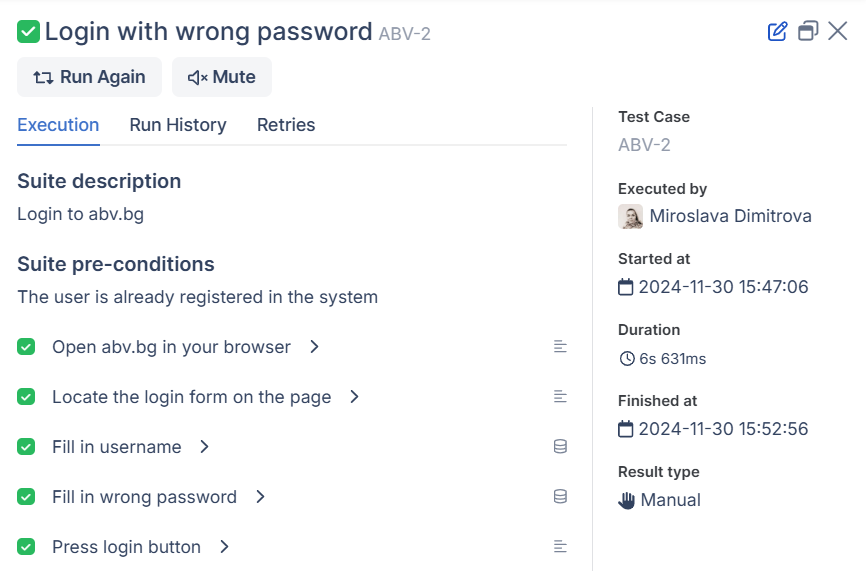 Login with wrong password ABV-2
Run Again
Mute
Execution
Run History
Retries
Suite description
Login to abv.bg
Suite pre-conditions
The user is already registered in the system
Open abv.bg in your browser
Locate the login form on the page
Fill in username
Fill in wrong password
Press login button
Test Case
ABV-2
Executed by
Miroslava Dimitrova
Started at
2024-11-30 15:47:06
Duration
6s 631ms
Finished at
2024-11-30 15:52:56
Result type
Manual